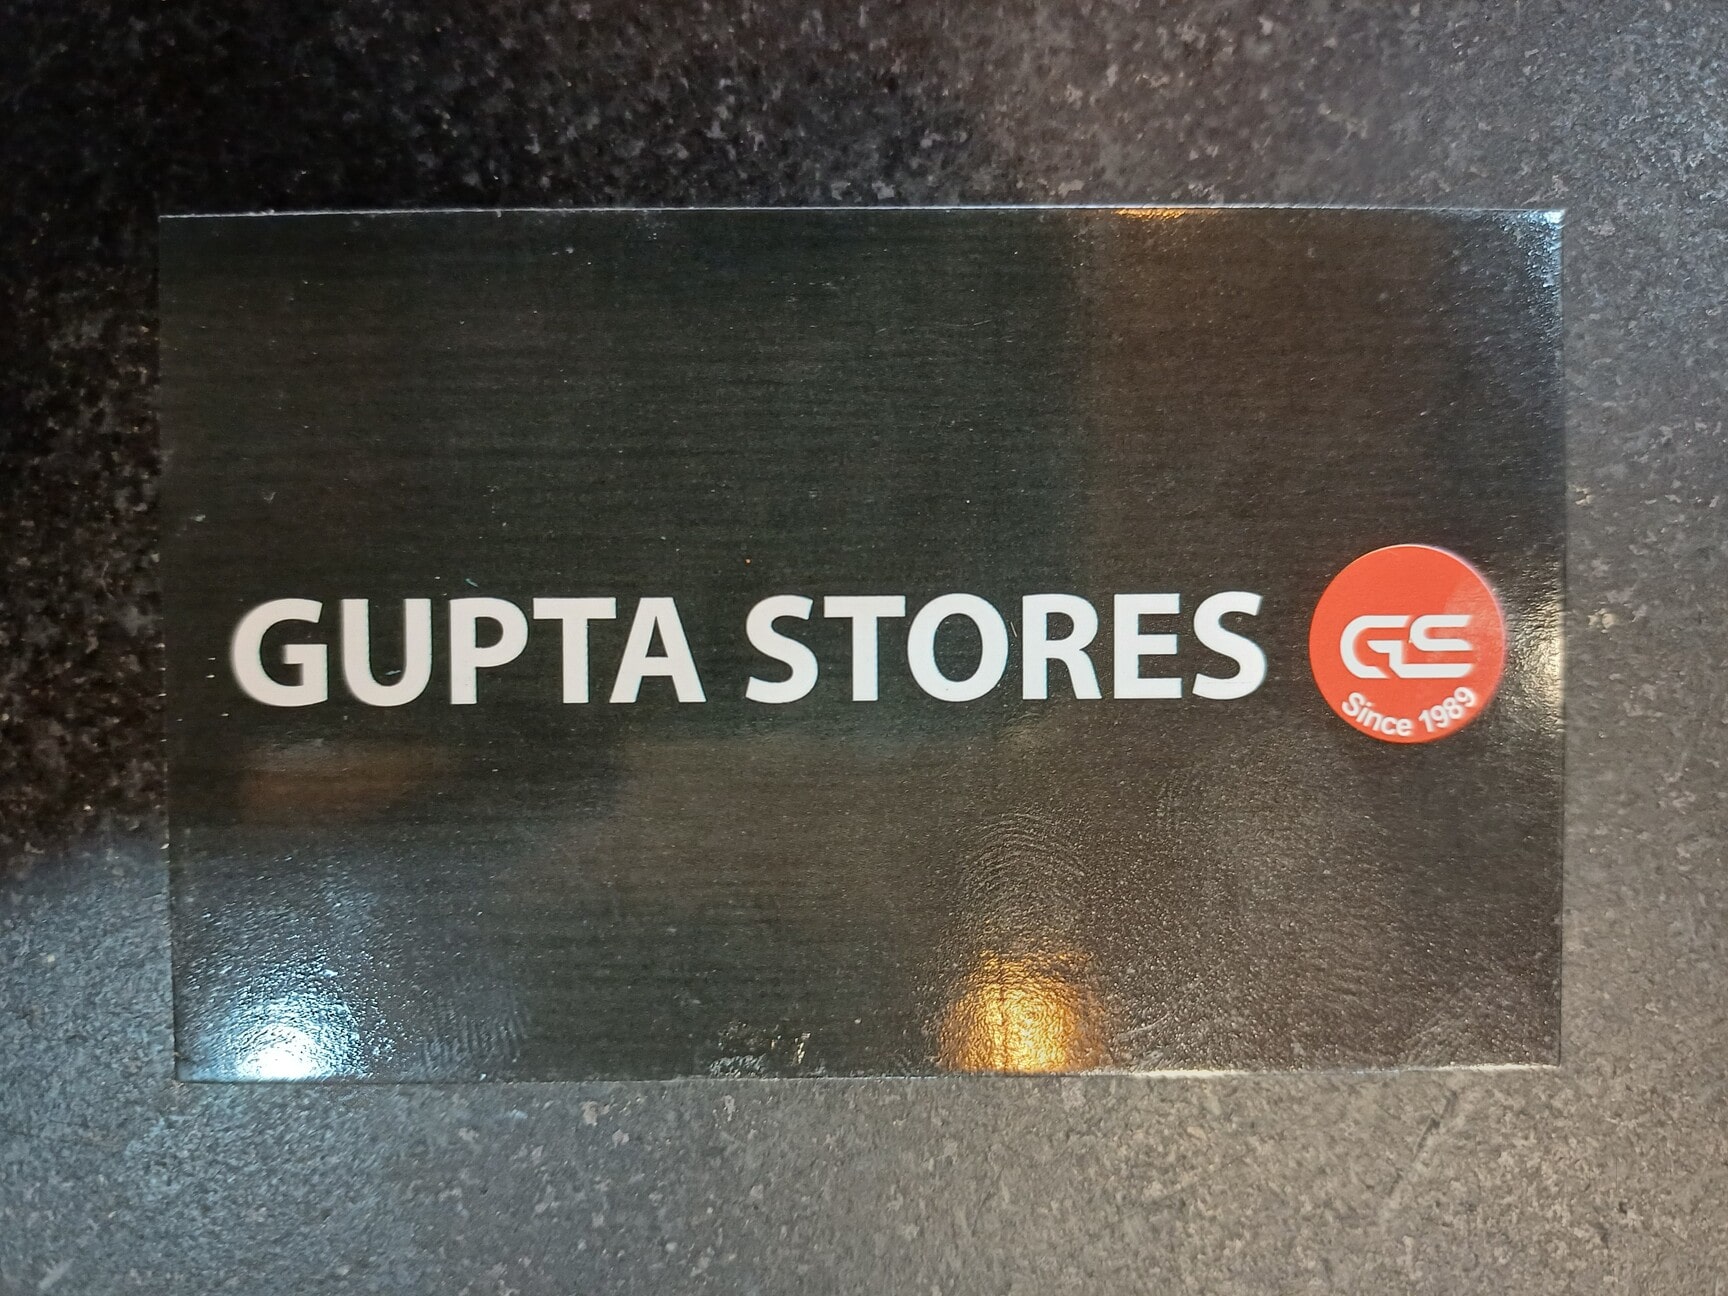 GUPTA STORES
GS
Since 1989